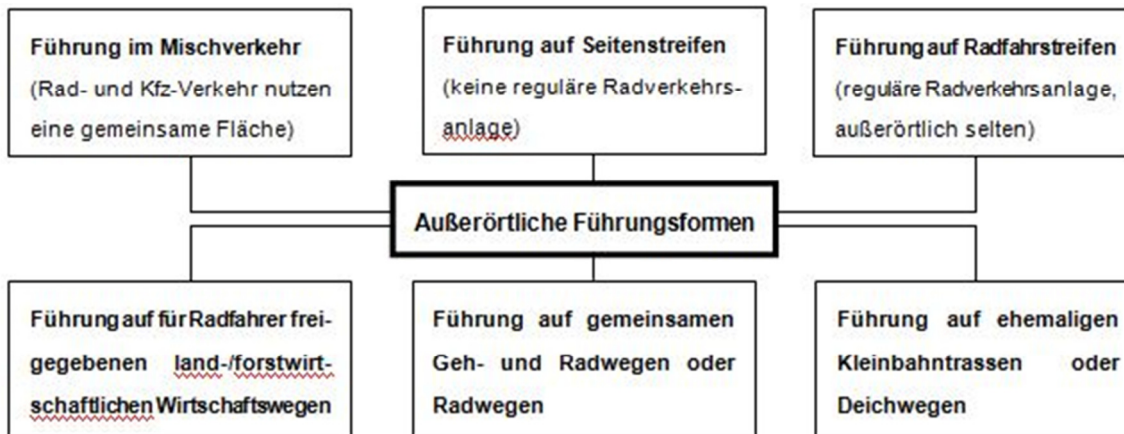 Führung im Mischverkehr
(Rad- und Kfz-Verkehr nutzen
eine gemeinsame Fläche)
Führung auf Seitenstreifen
(keine reguläre Radverkehrs-
anlage)
Führung auf Radfahrstreifen
(reguläre Radverkehrsanlage,
außerörtlich selten)
Außerörtliche Führungsformen
Führung auf für Radfahrer frei-
gegebenen land-/forstwirt-
schaftlichen Wirtschaftswegen
Führung auf gemeinsamen
Geh- und Radwegen oder
Radwegen
Führung auf ehemaligen
Kleinbahntrassen oder
Deichwegen